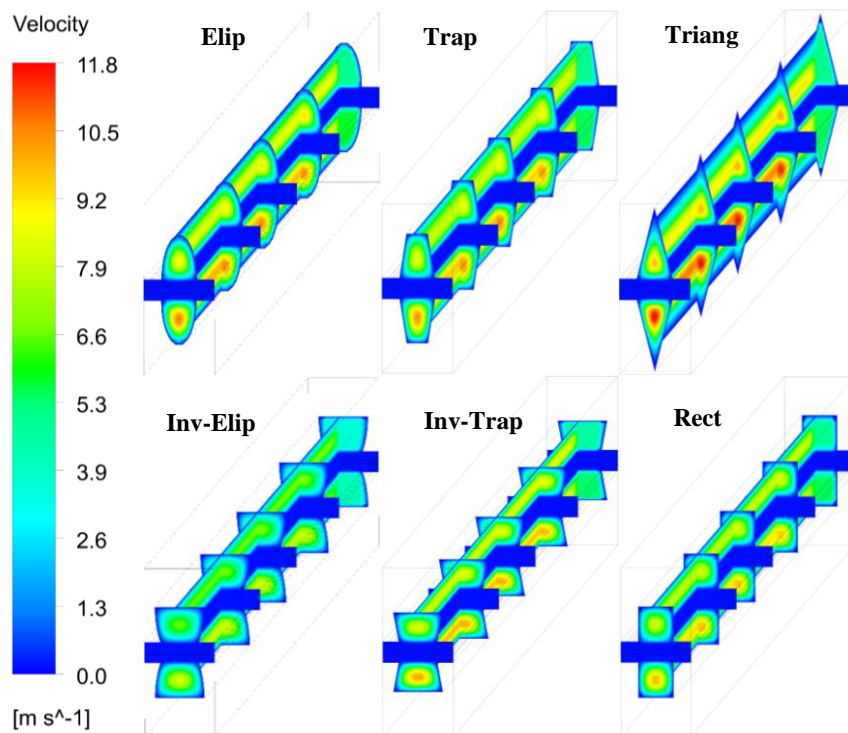 Velocity
11.8
10.5
9.2
7.9
6.6
5.3
3.9
2.6
1.3
0.0
[m s^-1]
Elip
Trap
Triang
Inv-Elip
Inv-Trap
Rect